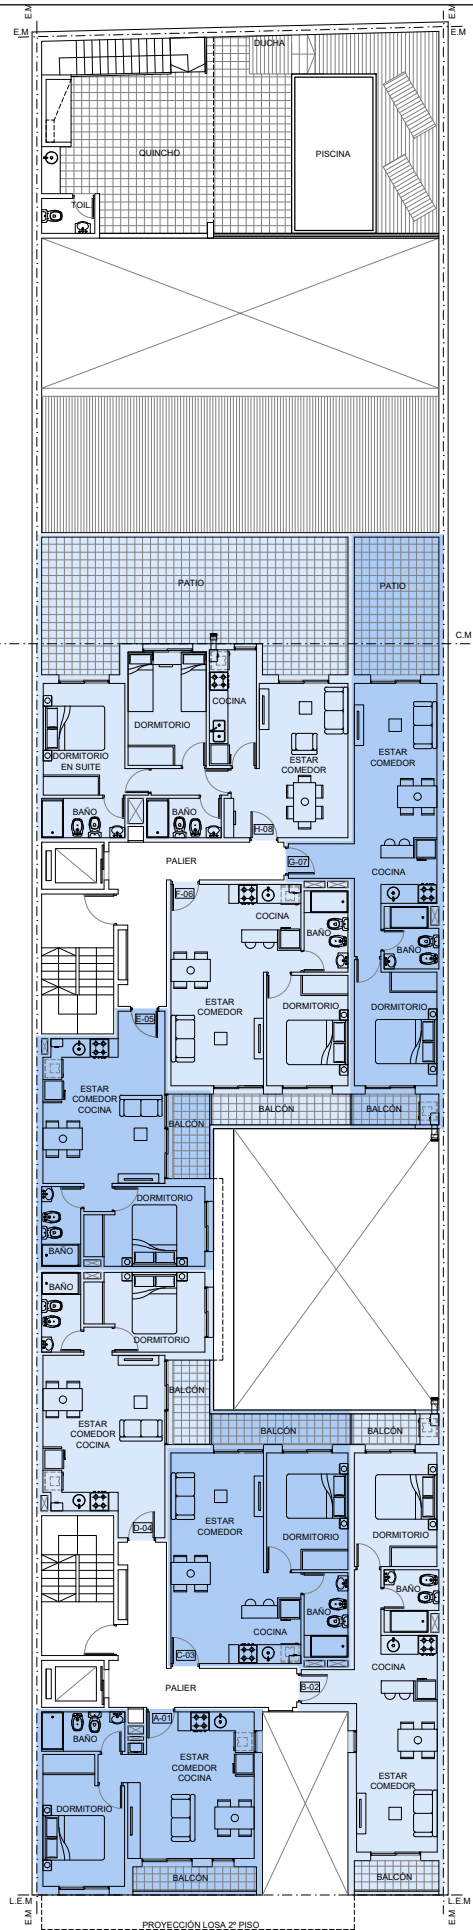 E.M
E.M
E.M
E.M
DUCHA
QUINCHO
PISCINA
TOIL.
PATIO
PATIO
C.M
DORMITORIO
COCINA
DORMITORIO
EN SUITE
ESTAR
COMEDOR
ESTAR
COMEDOR
BAÑO
BAÑO
H-08
PALIER
G-07
COCINA
F-06
COCINA
BAÑO
BAÑO
ESTAR
COMEDOR
DORMITORIO
DORMITORIO
E-05
ESTAR
COMEDOR
COCINA
BALCÓN
BALCÓN
BALCÓN
DORMITORIO
BAÑO
BAÑO
DORMITORIO
BALCÓN
ESTAR
COMEDOR
COCINA
BALCÓN
BALCÓN
D-04
ESTAR
COMEDOR
DORMITORIO
DORMITORIO
BAÑO
BAÑO
C-03
COCINA
COCINA
PALIER
B-02
A-01
BAÑO
ESTAR
COMEDOR
COCINA
ESTAR
COMEDOR
DORMITORIO
BALCÓN
BALCÓN
L.E.M
L.E.M
E.M
E.M
PROYECCIÓN LOSA 2º PISO